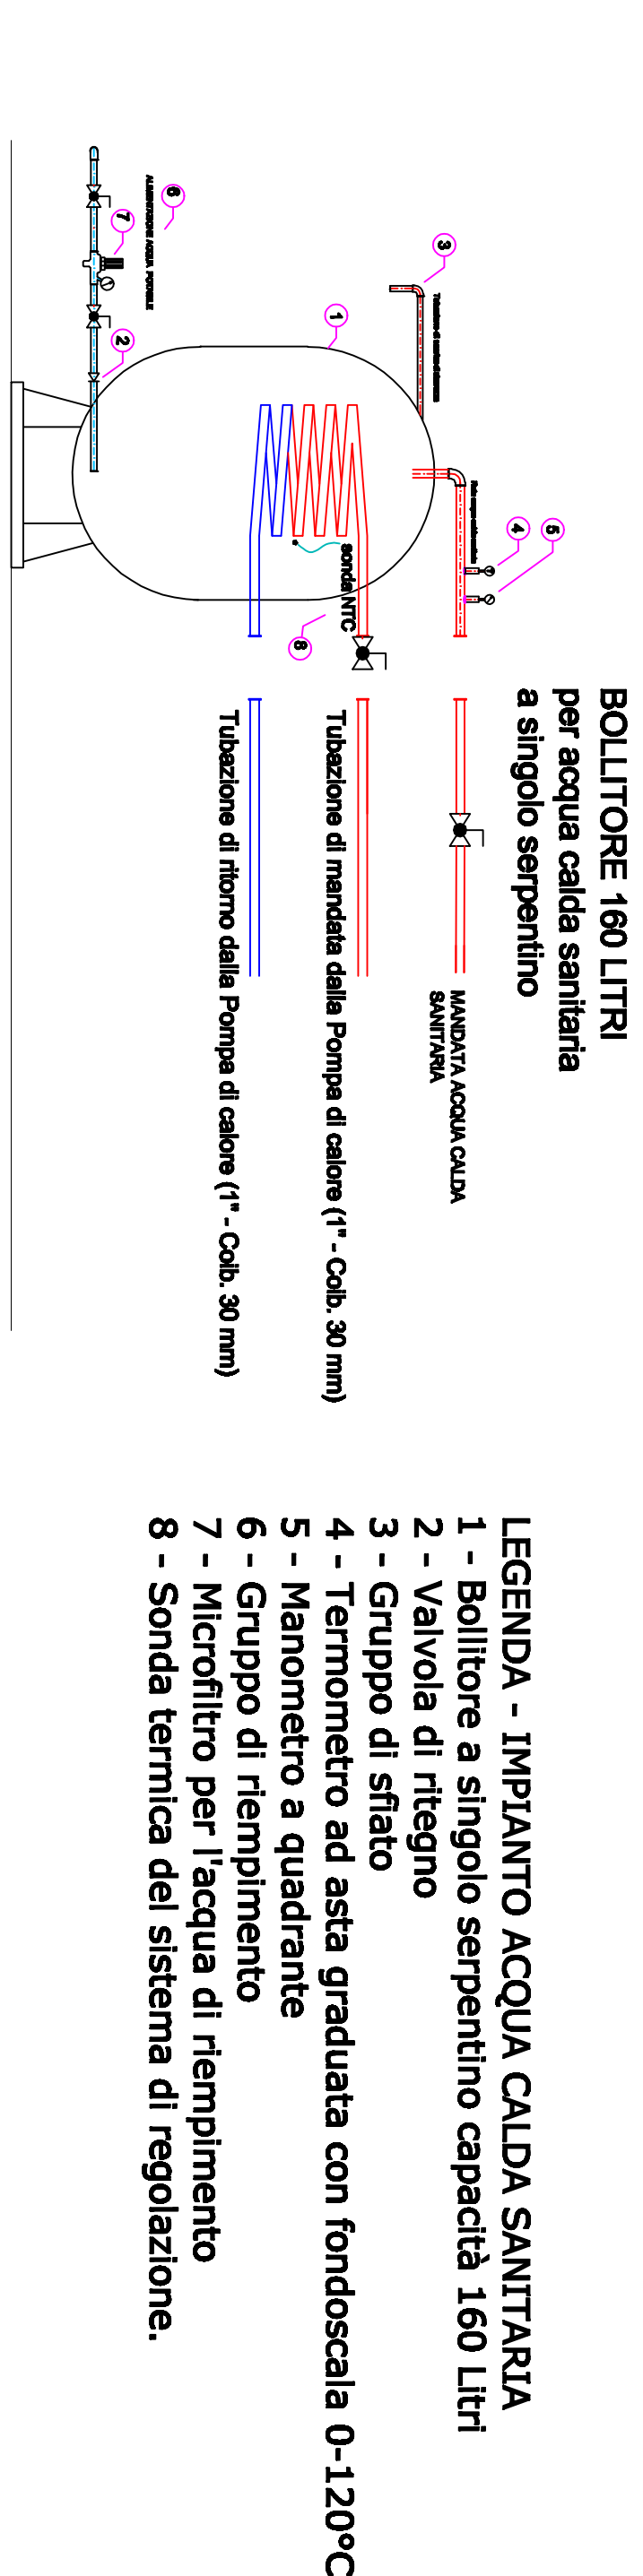 BOLLITORE 160 LITRI
per acqua calda sanitaria
a singolo serpentino
MANDATA ACQUA CALDA
SANITARIA
Tubazione di mandata dalla Pompa di calore (1" - Coib. 30 mm)
Tubazione di ritorno dalla Pompa di calore (1" - Coib. 30 mm)
sonda NTC
ALIMENTAZIONE ACQUA POTABILE
1
2
3
4
5
6
7
8
LEGENDA - IMPIANTO ACQUA CALDA SANITARIA
1 - Bollitore a singolo serpentino capacità 160 Litri
2 - Valvola di ritegno
3 - Gruppo di sfiato
4 - Termometro ad asta graduata con fondoscala 0-120°C
5 - Manometro a quadrante
6 - Gruppo di riempimento
7 - Microfiltro per l'acqua di riempimento
8 - Sonda termica del sistema di regolazione.